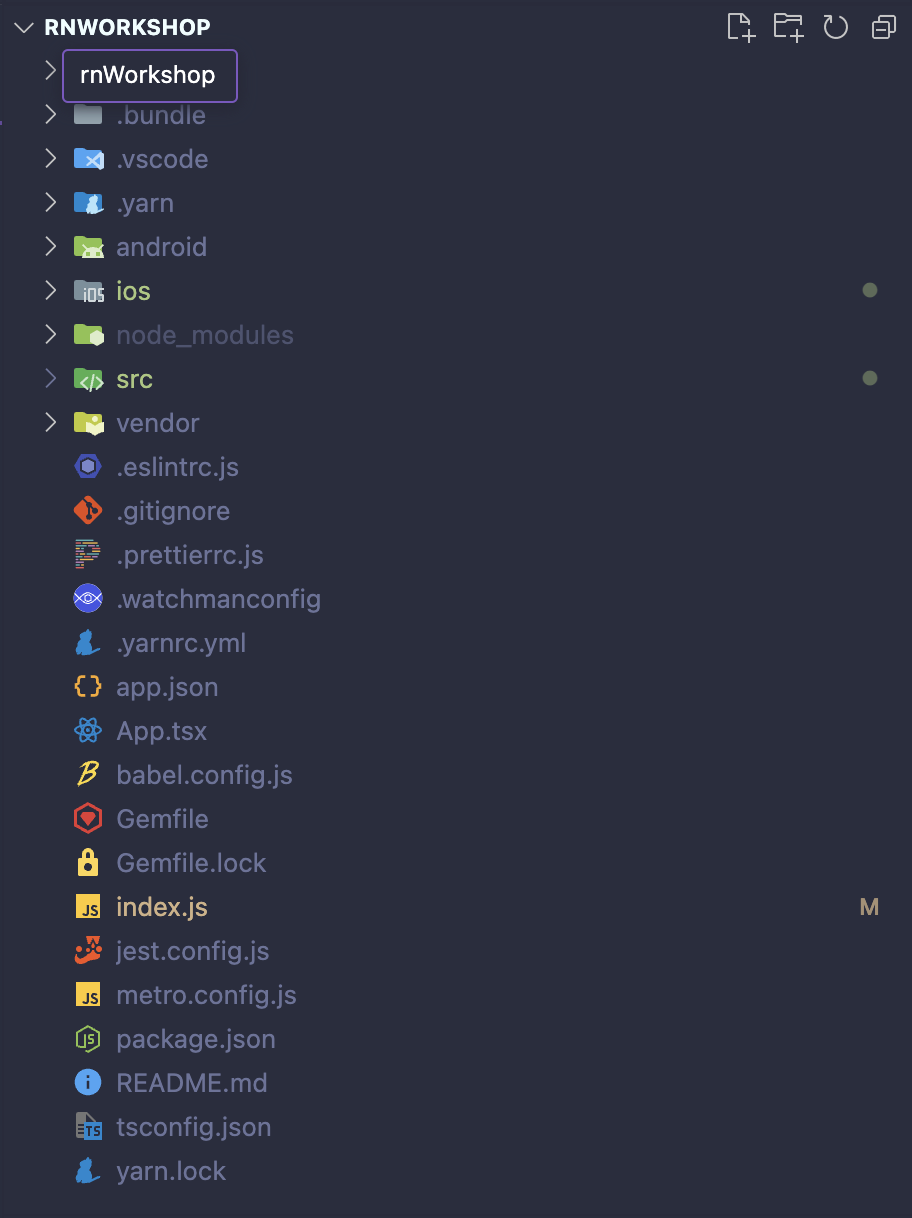 RNWORKSHOP
rnWorkshop
.bundle
.vscode
.yarn
android
ios
node_modules
src
vendor
.eslintrc.js
.gitignore
.prettierrc.js
.watchmanconfig
.yarnrc.yml
app.json
App.tsx
babel.config.js
Gemfile
Gemfile.lock
index.js M
jest.config.js
metro.config.js
package.json
README.md
tsconfig.json
yarn.lock